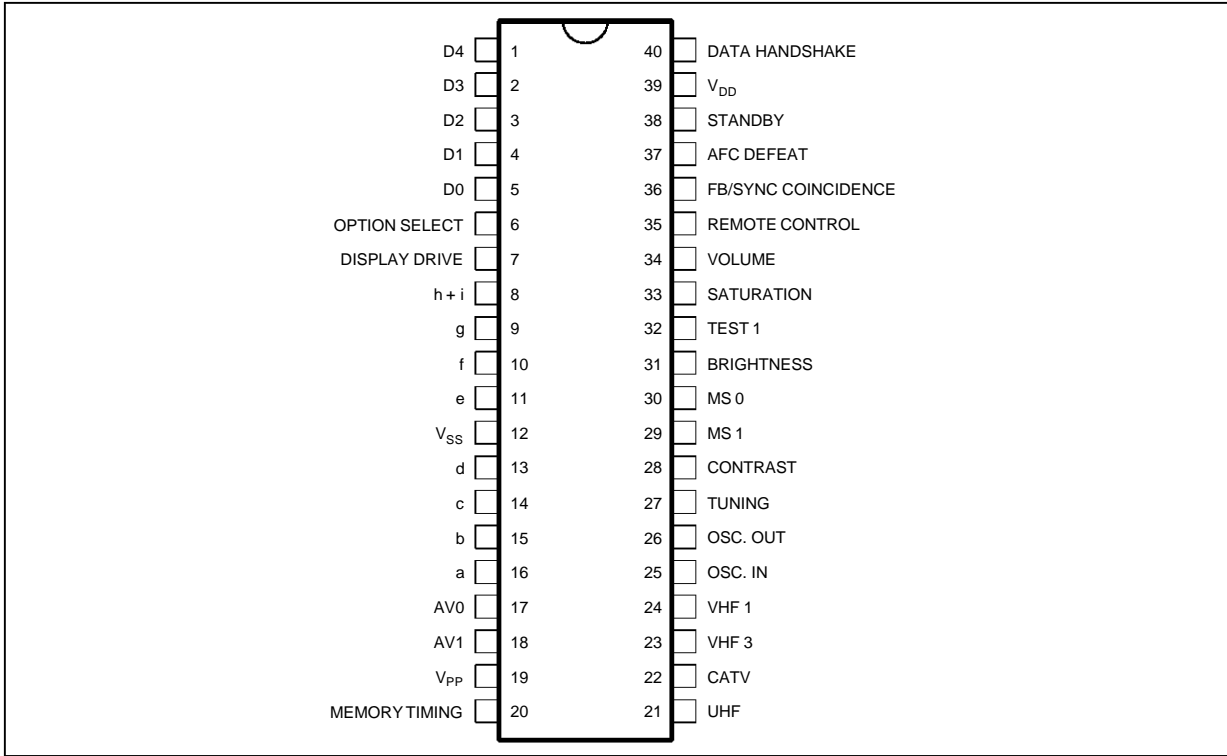 D4 1 40 DATA HANDSHAKE
D3 2 39 VDD
D2 3 38 STANDBY
D1 4 37 AFC DEFEAT
D0 5 36 FB/SYNC COINCIDENCE
OPTION SELECT 6 35 REMOTE CONTROL
DISPLAY DRIVE 7 34 VOLUME
h + i 8 33 SATURATION
g 9 32 TEST 1
f 10 31 BRIGHTNESS
e 11 30 MS 0
VSS 12 29 MS 1
d 13 28 CONTRAST
c 14 27 TUNING
b 15 26 OSC. OUT
a 16 25 OSC. IN
AV0 17 24 VHF 1
AV1 18 23 VHF 3
VPP 19 22 CATV
MEMORY TIMING 20 21 UHF